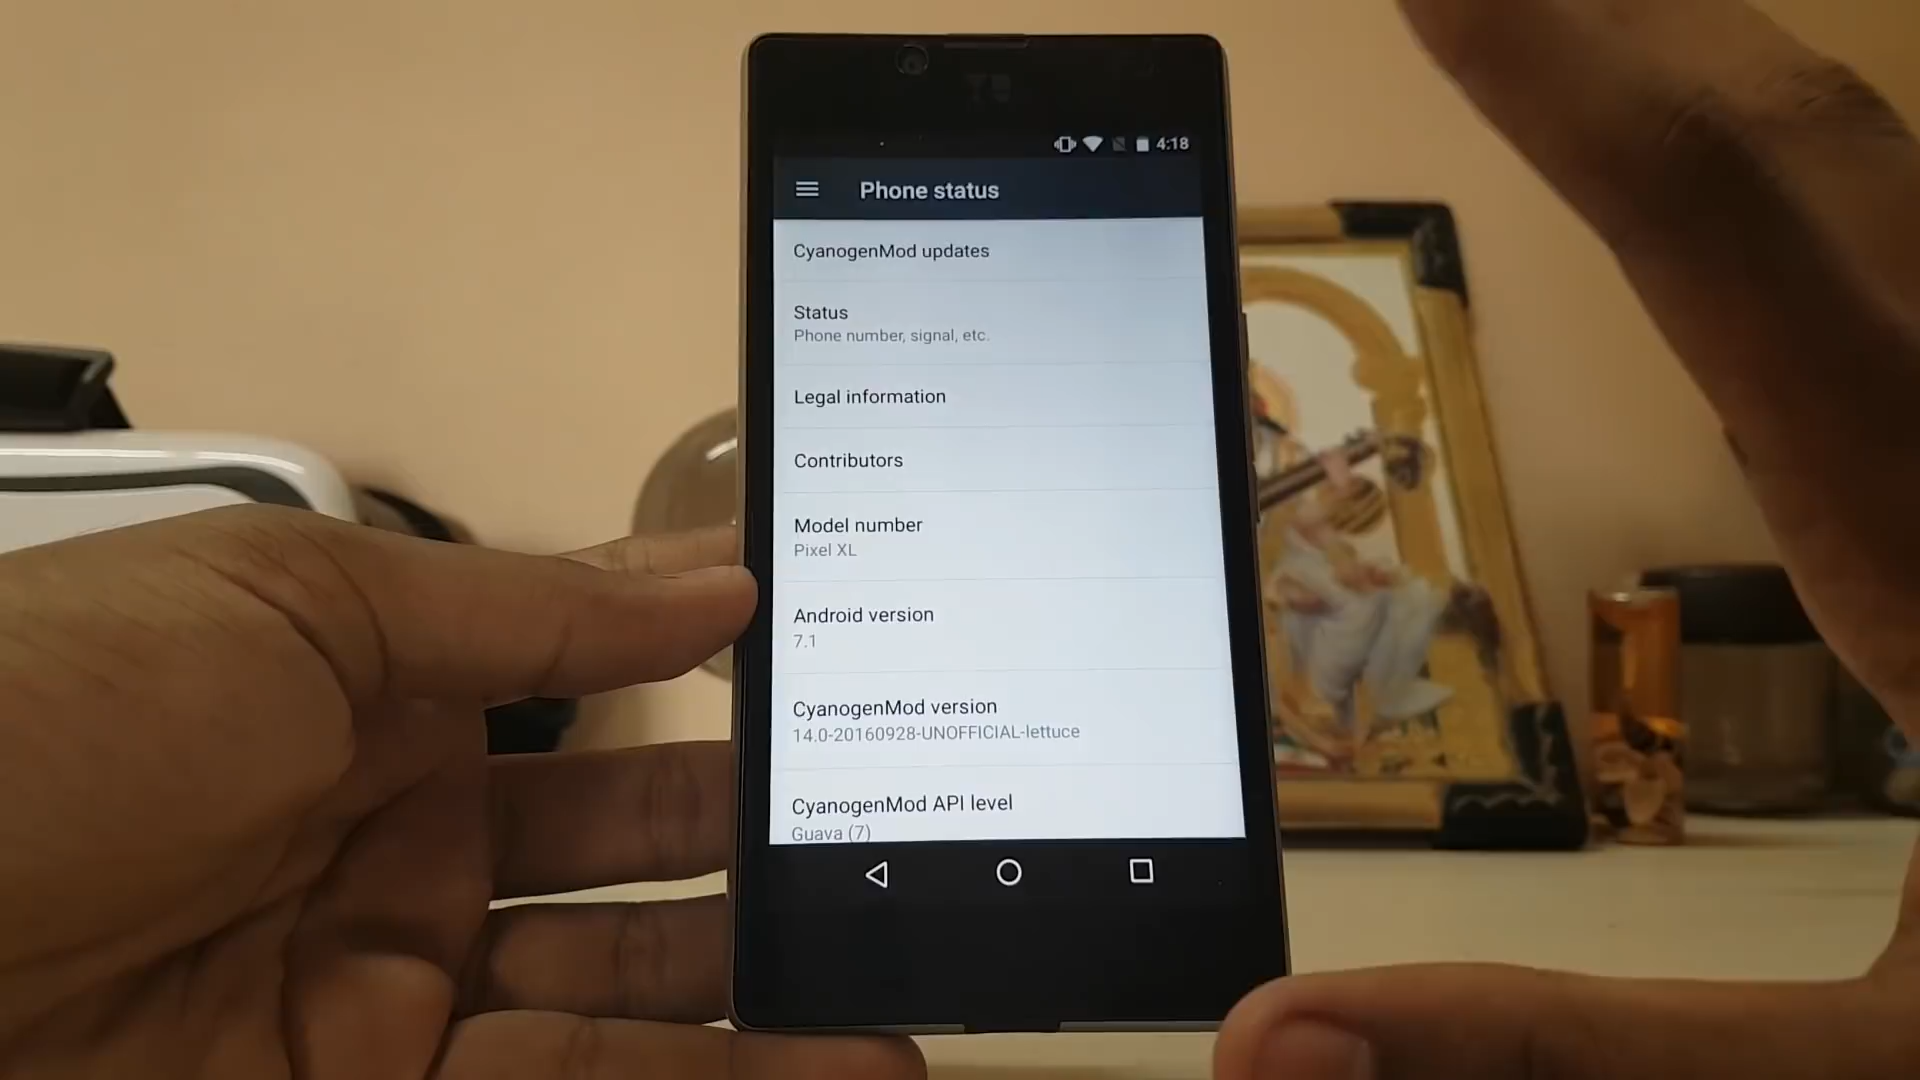 4:18
Phone status
CyanogenMod updates
Status
Phone number, signal, etc.
Legal information
Contributors
Model number
Pixel XL
Android version
7.1
CyanogenMod version
14.0-20160928-UNOFFICIAL-lettuce
CyanogenMod API level
Guava (7)